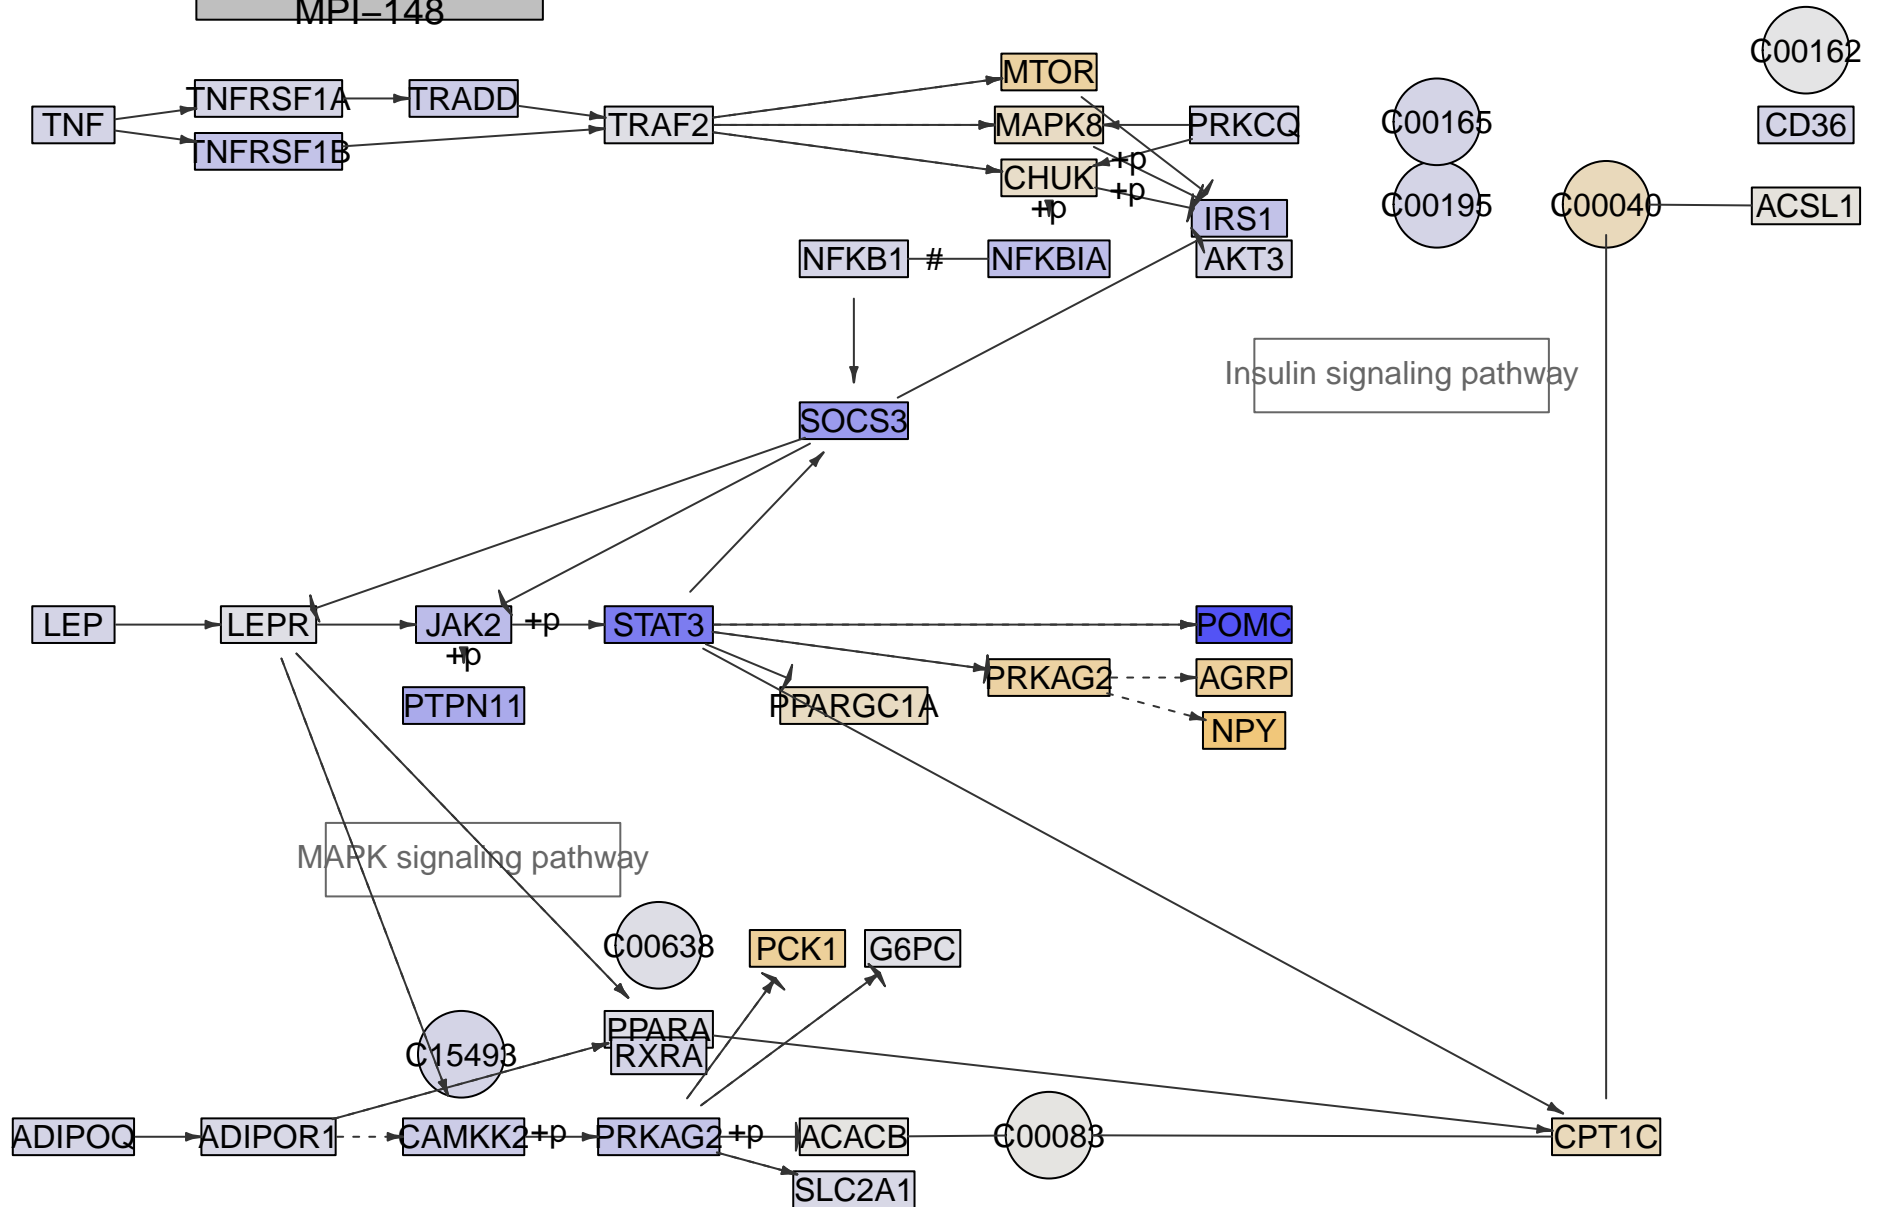 MPI−148
C00162
MTOR
TNFRSF1A
TRADD
TNF
TRAF2
MAPK8
PRKCQ
C00165
CD36
TNFRSF1B
+p
CHUK
+p
+p
IRS1
C00195
C00040
ACSL1
NFKB1
#
NFKBIA
AKT3
Insulin signaling pathway
SOCS3
LEP
LEPR
JAK2
+p
STAT3
POMC
+p
PRKAG2
AGRP
PTPN11
PPARGC1A
NPY
MAPK signaling pathway
C00638
PCK1
G6PC
PPARA
C15493
RXRA
ADIPOQ
ADIPOR1
CAMKK2
+p
PRKAG2
+p
ACACB
C00083
CPT1C
SLC2A1